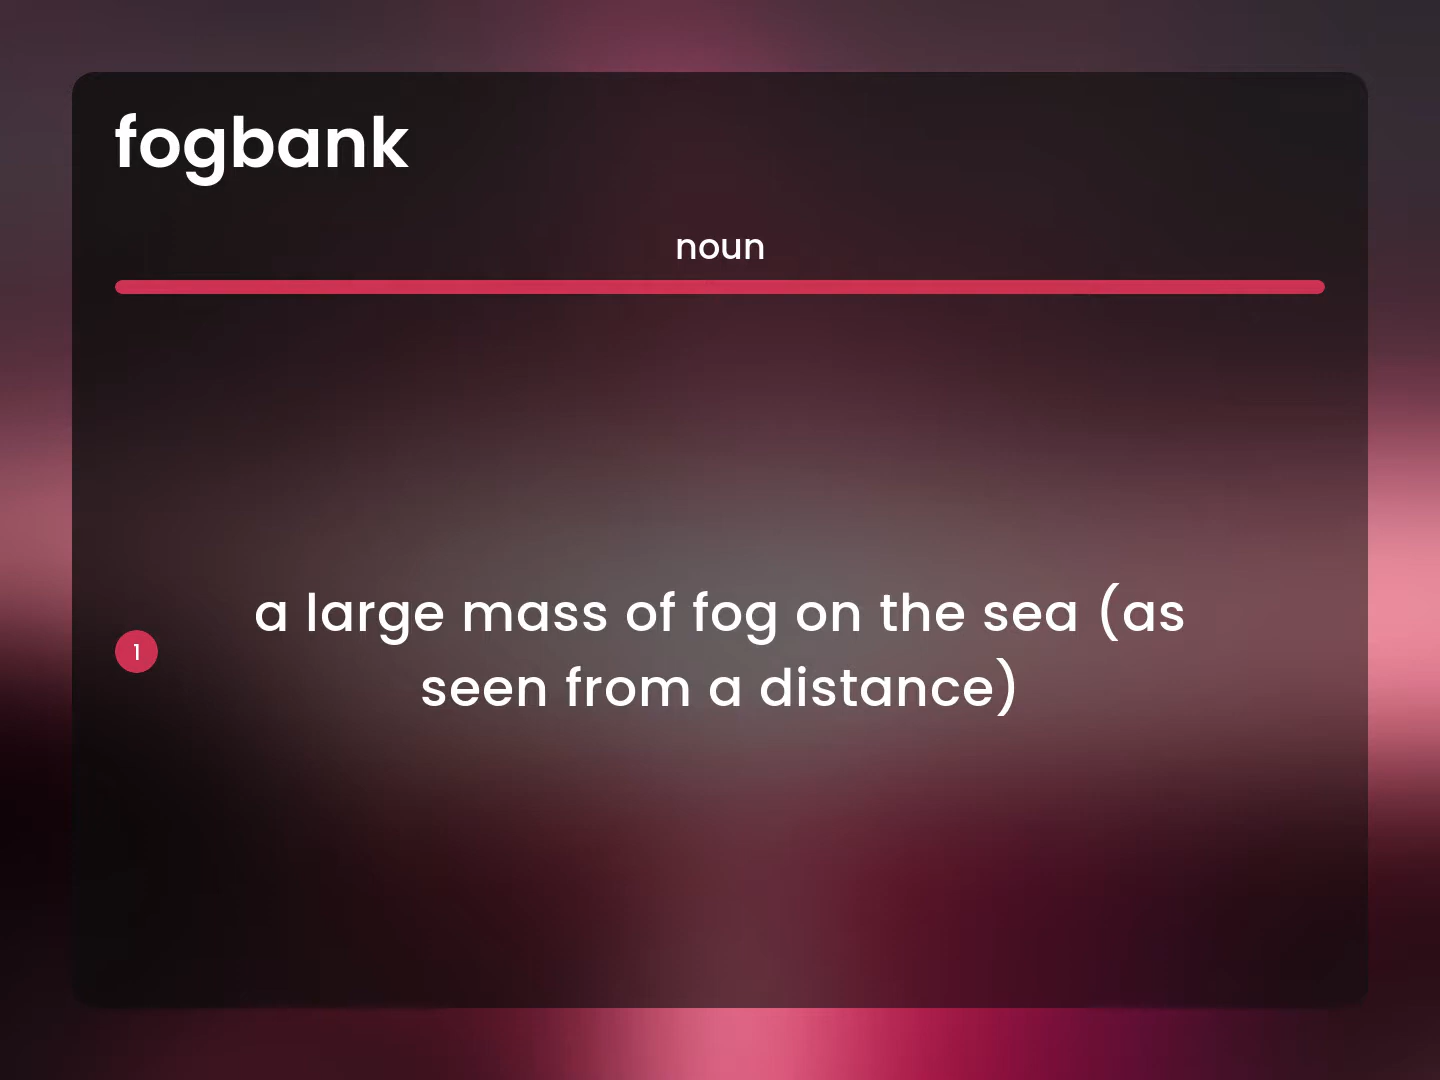 fogbank
noun
1
a large mass of fog on the sea (as
seen from a distance)